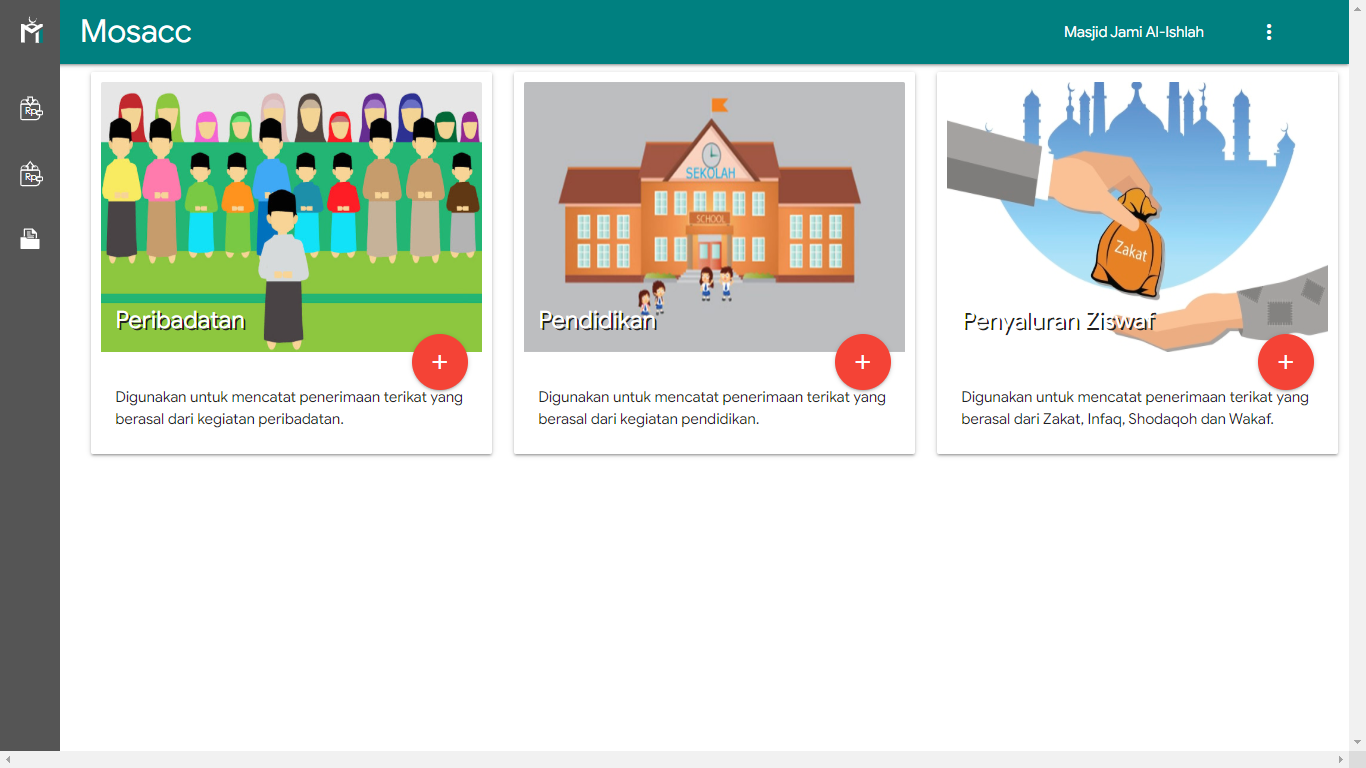 Mosacc
Masjid Jami Al-Ishlah
Rp
Rp
SEKOLAH
SCHOOL
Zakat
Peribadatan
Pendidikan
Penyaluran Ziswaf
+
+
+
Digunakan untuk mencatat penerimaan terikat yang
berasal dari kegiatan peribadatan.
Digunakan untuk mencatat penerimaan terikat yang
berasal dari kegiatan pendidikan.
Digunakan untuk mencatat penerimaan terikat yang
berasal dari Zakat, Infaq, Shodaqoh dan Wakaf.